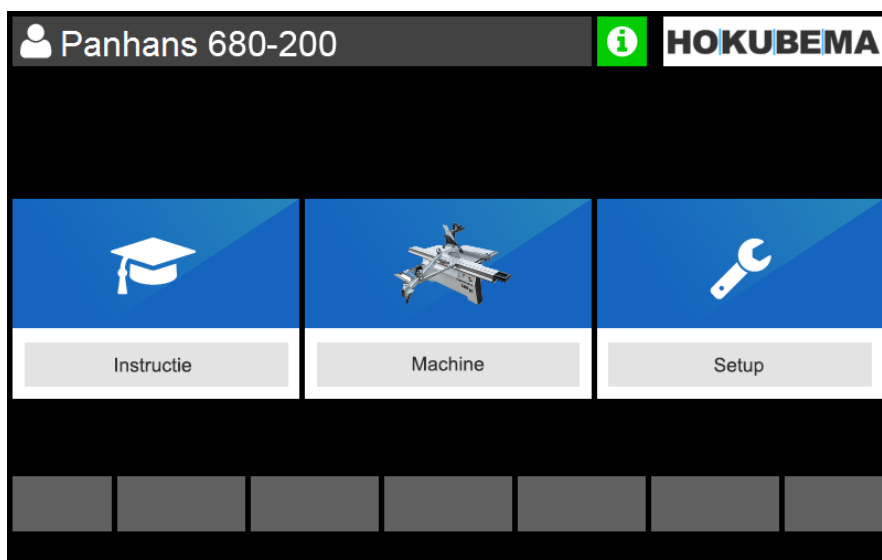 Panhans 680-200
HOKUBEMA
Instructie
Machine
Setup